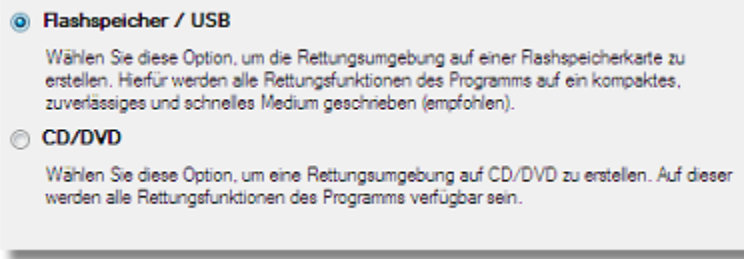 Flashspeicher / USB
Wählen Sie diese Option, um die Rettungsumgebung auf einer Flashspeicherkarte zu
erstellen. Hierfür werden alle Rettungsfunktionen des Programms auf ein kompaktes,
zuverlässiges und schnelles Medium geschrieben (empfohlen).
CD/DVD
Wählen Sie diese Option, um eine Rettungsumgebung auf CD/DVD zu erstellen. Auf dieser
werden alle Rettungsfunktionen des Programms verfügbar sein.